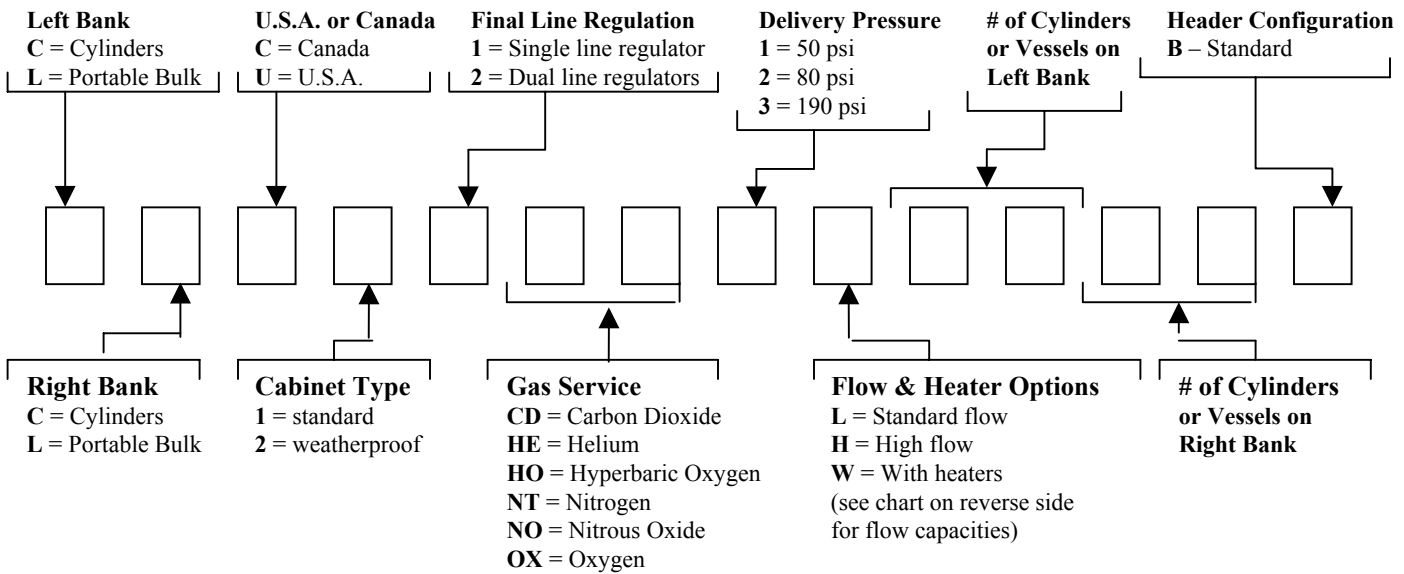 Left Bank
C = Cylinders
L = Portable Bulk
U.S.A. or Canada
C = Canada
U = U.S.A.
Final Line Regulation
1 = Single line regulator
2 = Dual line regulators
Delivery Pressure
1 = 50 psi
2 = 80 psi
3 = 190 psi
# of Cylinders
or Vessels on
Left Bank
Header Configuration
B – Standard
Right Bank
C = Cylinders
L = Portable Bulk
Cabinet Type
1 = standard
2 = weatherproof
Gas Service
CD = Carbon Dioxide
HE = Helium
HO = Hyperbaric Oxygen
NT = Nitrogen
NO = Nitrous Oxide
OX = Oxygen
Flow & Heater Options
L = Standard flow
H = High flow
W = With heaters
(see chart on reverse side
for flow capacities)
# of Cylinders
or Vessels on
Right Bank